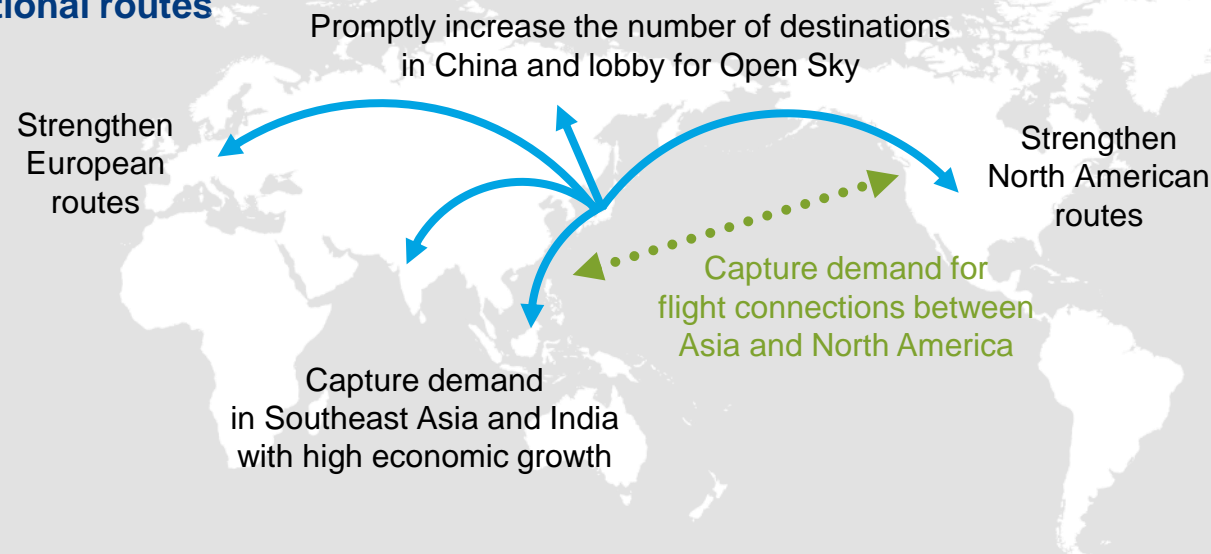 routes
Promptly increase the number of destinations
in China and lobby for Open Sky
Strengthen
European
routes
Strengthen
North American
routes
Capture demand for
flight connections between
Asia and North America
Capture demand
in Southeast Asia and India
with high economic growth